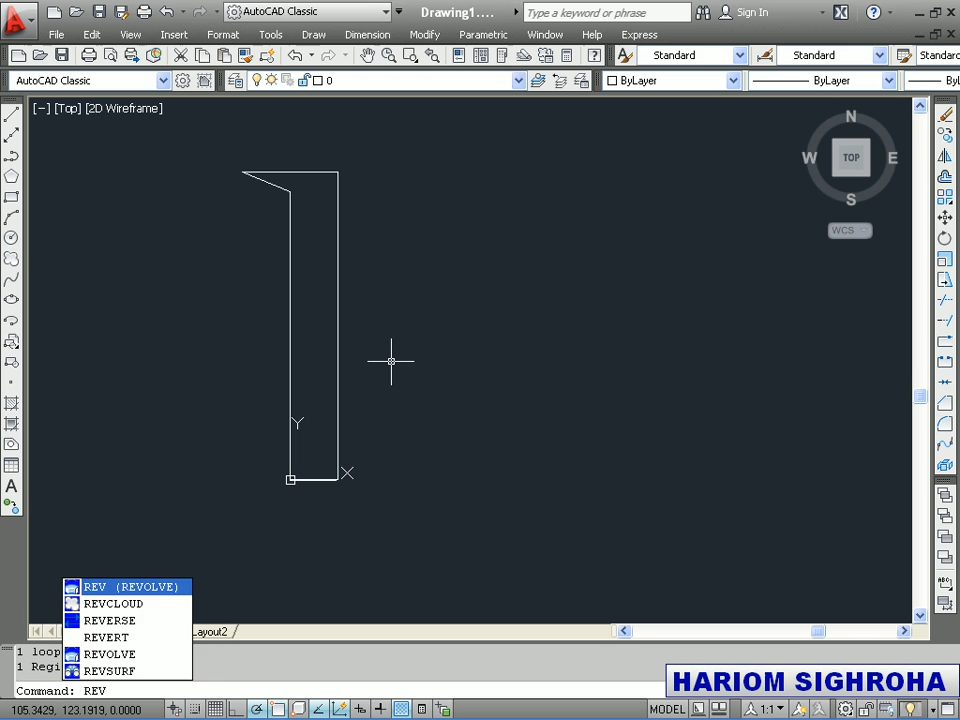 AutoCAD Classic
Drawing1....
Type a keyword or phrase
Sign In
File Edit View Insert Format Tools Draw Dimension Modify Parametric Window Help Express
Standard Standard Standard
AutoCAD Classic 0 ByLayer ByLayer
[−] [Top] [2D Wireframe]
N
W TOP E
S
WCS
Y
X
REV (REVOLVE)
REVCLOUD
REVERSE
REVERT
REVOLVE
REVSURF
Layout2
1 loop
1 Regi
Command: REV
HARIOM SIGHROHA
105.3429, 123.1919, 0.0000 MODEL 1:1